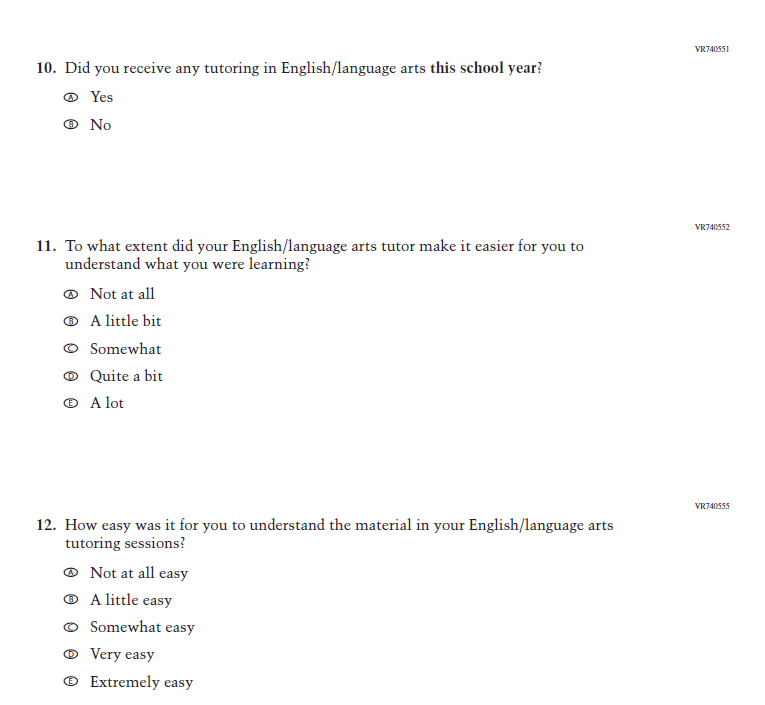 VR740551
10. Did you receive any tutoring in English/language arts this school year?
Ⓐ Yes
Ⓑ No
VR740552
11. To what extent did your English/language arts tutor make it easier for you to
understand what you were learning?
Ⓐ Not at all
Ⓑ A little bit
Ⓒ Somewhat
Ⓓ Quite a bit
Ⓔ A lot
VR740555
12. How easy was it for you to understand the material in your English/language arts
tutoring sessions?
Ⓐ Not at all easy
Ⓑ A little easy
Ⓒ Somewhat easy
Ⓓ Very easy
Ⓔ Extremely easy